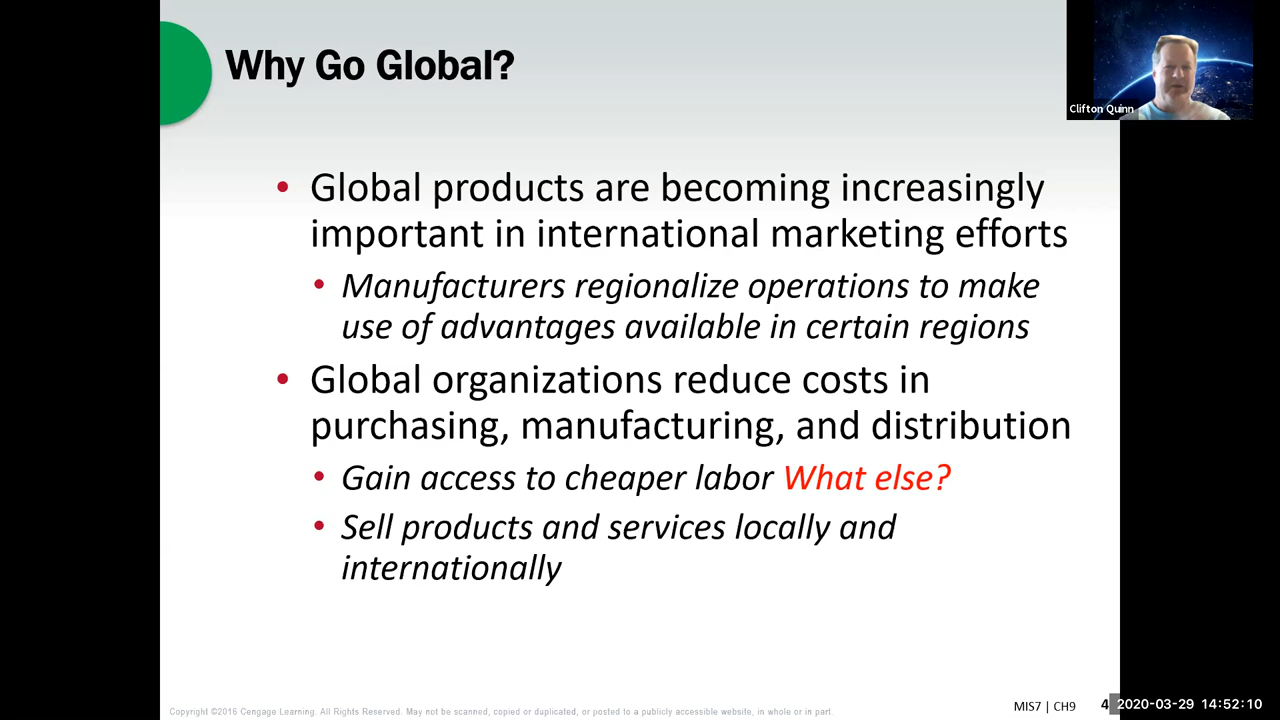 Why Go Global?
Clifton Quinn
• Global products are becoming increasingly
important in international marketing efforts
• Manufacturers regionalize operations to make
use of advantages available in certain regions
• Global organizations reduce costs in
purchasing, manufacturing, and distribution
• Gain access to cheaper labor What else?
• Sell products and services locally and
internationally
Copyright ©2016 Cengage Learning. All Rights Reserved. May not be scanned, copied or duplicated, or posted to a publicly accessible website, in whole or in part.
MIS7 | CH9
4
2020-03-29 14:52:10